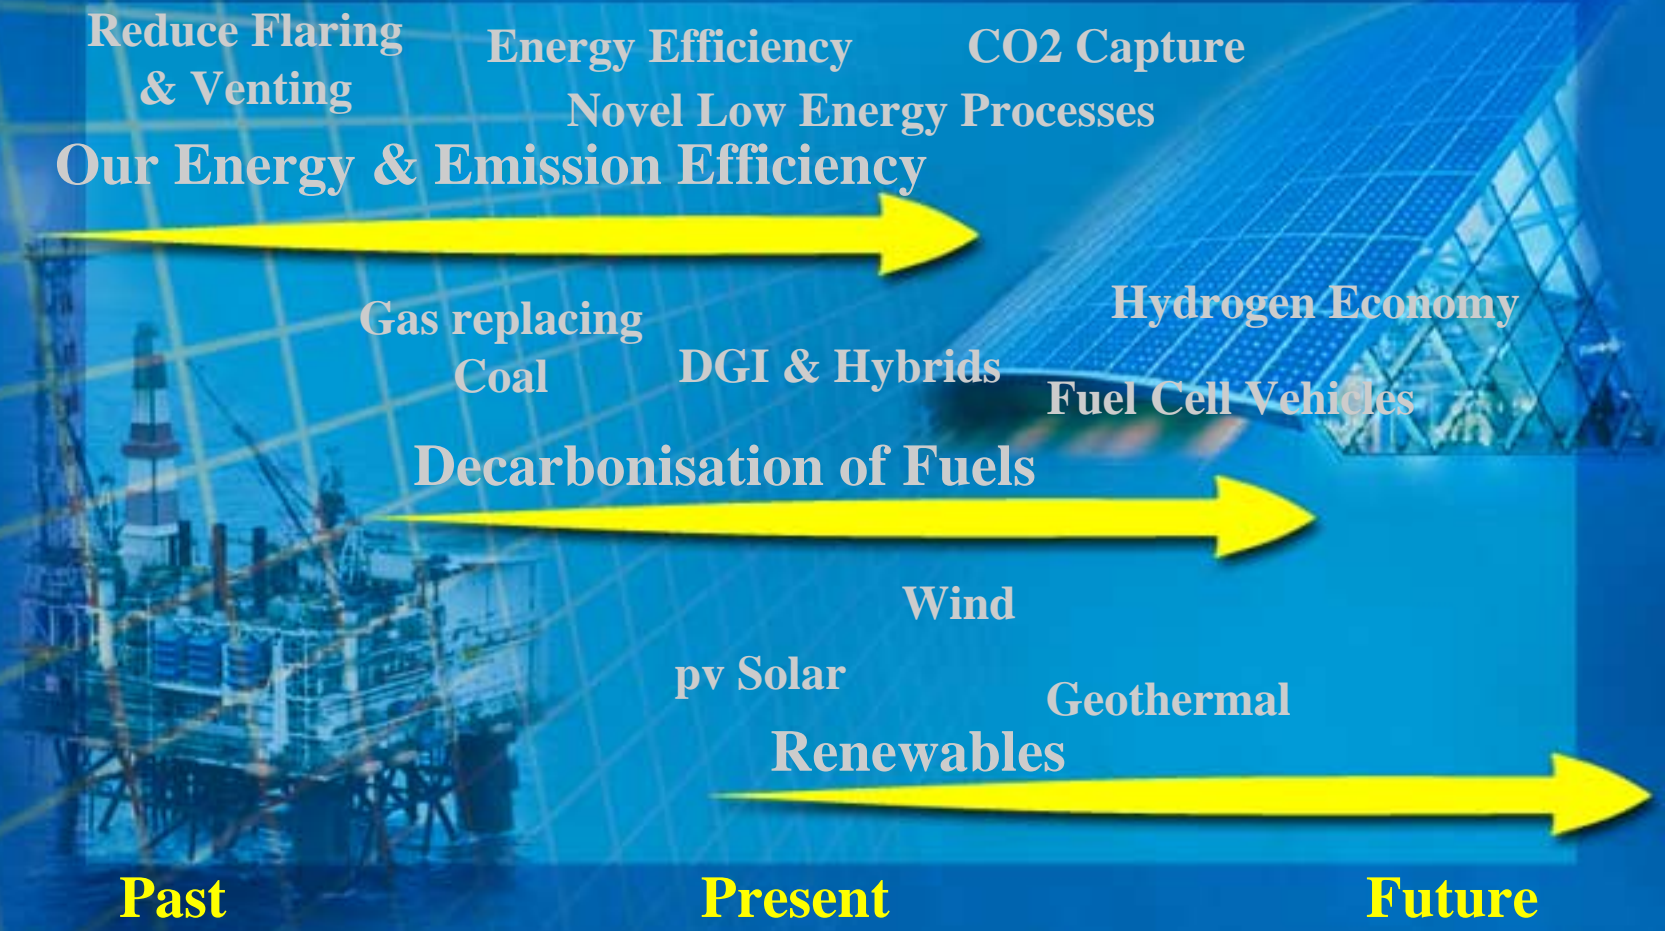 Reduce Flaring
& Venting
Energy Efficiency
CO2 Capture
Novel Low Energy Processes
Our Energy & Emission Efficiency
Gas replacing
Coal
DGI & Hybrids
Hydrogen Economy
Fuel Cell Vehicles
Decarbonisation of Fuels
Wind
pv Solar
Geothermal
Renewables
Past
Present
Future